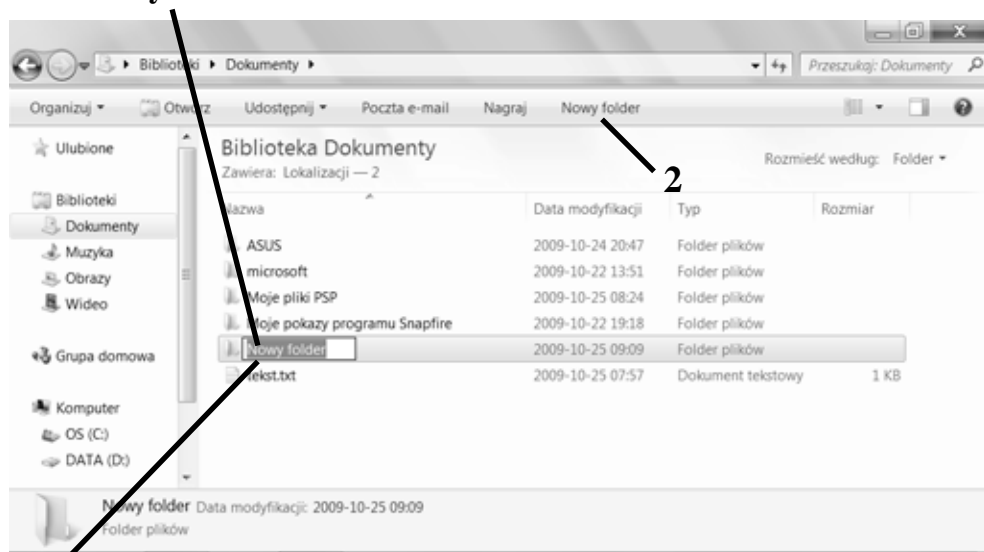 Biblioteki ▸ Dokumenty ▸
Przeszukaj: Dokumenty
Organizuj Otwórz Udostępnij Poczta e-mail Nagraj Nowy folder
2
Ulubione
Biblioteki
Dokumenty
Muzyka
Obrazy
Wideo
Grupa domowa
Komputer
OS (C:)
DATA (D:)
Biblioteka Dokumenty
Zawiera: Lokalizacji — 2
Rozmieść według: Folder
Nazwa Data modyfikacji Typ Rozmiar
ASUS 2009-10-24 20:47 Folder plików
microsoft 2009-10-22 13:51 Folder plików
Moje pliki PSP 2009-10-25 08:24 Folder plików
Moje pokazy programu Snapfire 2009-10-22 19:18 Folder plików
Nowy folder 2009-10-25 09:09 Folder plików
tekst.txt 2009-10-25 07:57 Dokument tekstowy 1 KB
Nowy folder Data modyfikacji: 2009-10-25 09:09
Folder plików